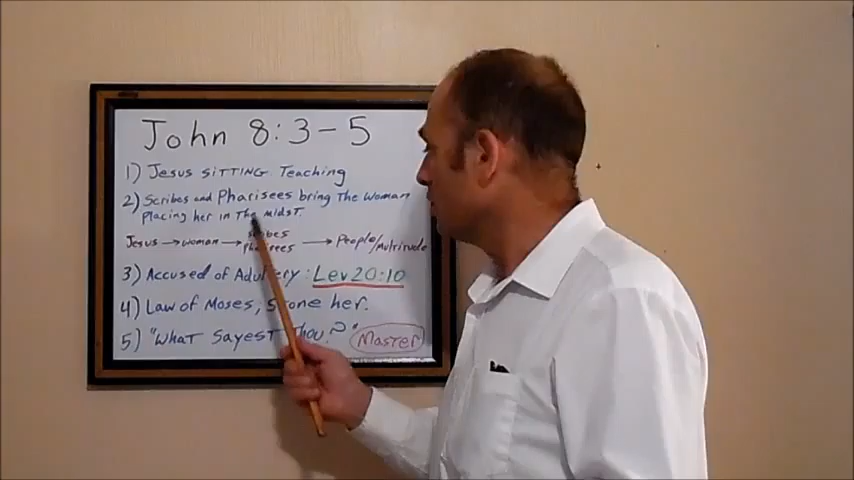 John 8:3-5
1) Jesus SITTING Teaching
2) Scribes and Pharisees bring The Woman
Placing her in The midst.
Jesus → woman → Pharisees → People/Multitude
3) Accused of Adultery: Lev 20:10
4) Law of Moses, Stone her.
5) "What Sayest Thou?" Master